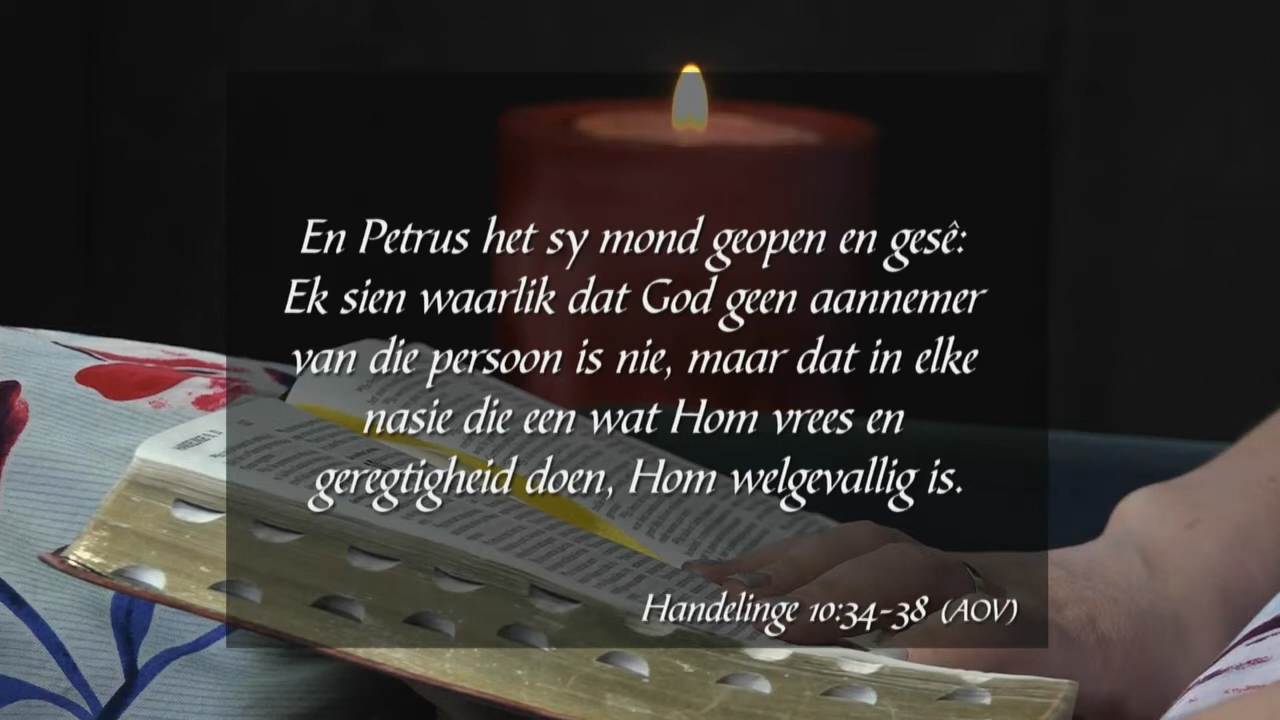 En Petrus het sy mond geopen en gesê:
Ek sien waarlik dat God geen aannemer
van die persoon is nie, maar dat in elke
nasie die een wat Hom vrees en
geregtigheid doen, Hom welgevallig is.
Handelinge 10:34-38 (AOV)